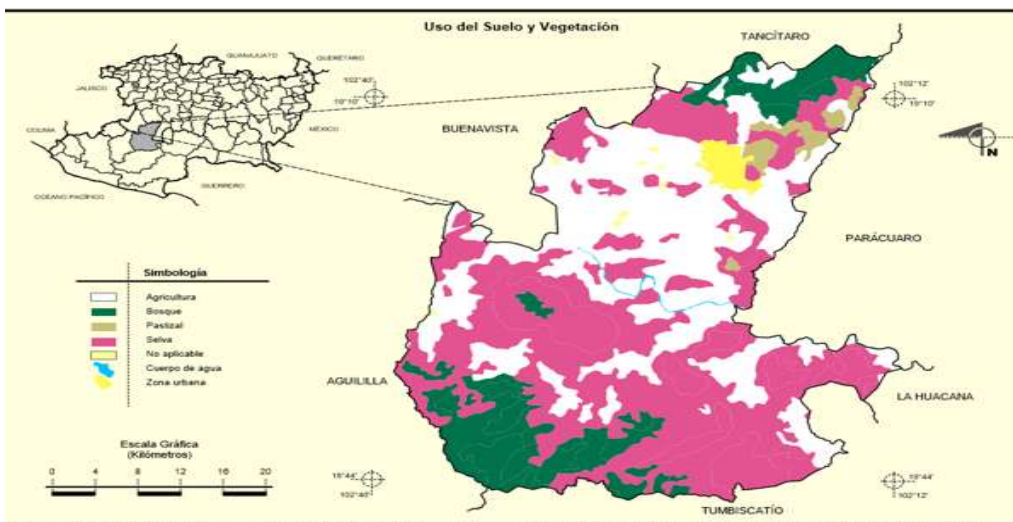 Uso del Suelo y Vegetación
TANCÍTARO
GUANAJUATO
QUERÉTARO
JALISCO
102°40'
19°10'
102°12'
19°10'
COLIMA
MÉXICO
BUENAVISTA
N
GUERRERO
OCÉANO PACÍFICO
PARÁCUARO
Simbología
Agricultura
Bosque
Pastizal
Selva
No aplicable
Cuerpo de agua
Zona urbana
AGUILILLA
LA HUACANA
Escala Gráfica
(Kilómetros)
0 4 8 12 16 20
18°44'
102°40'
18°44'
102°12'
TUMBISCATÍO